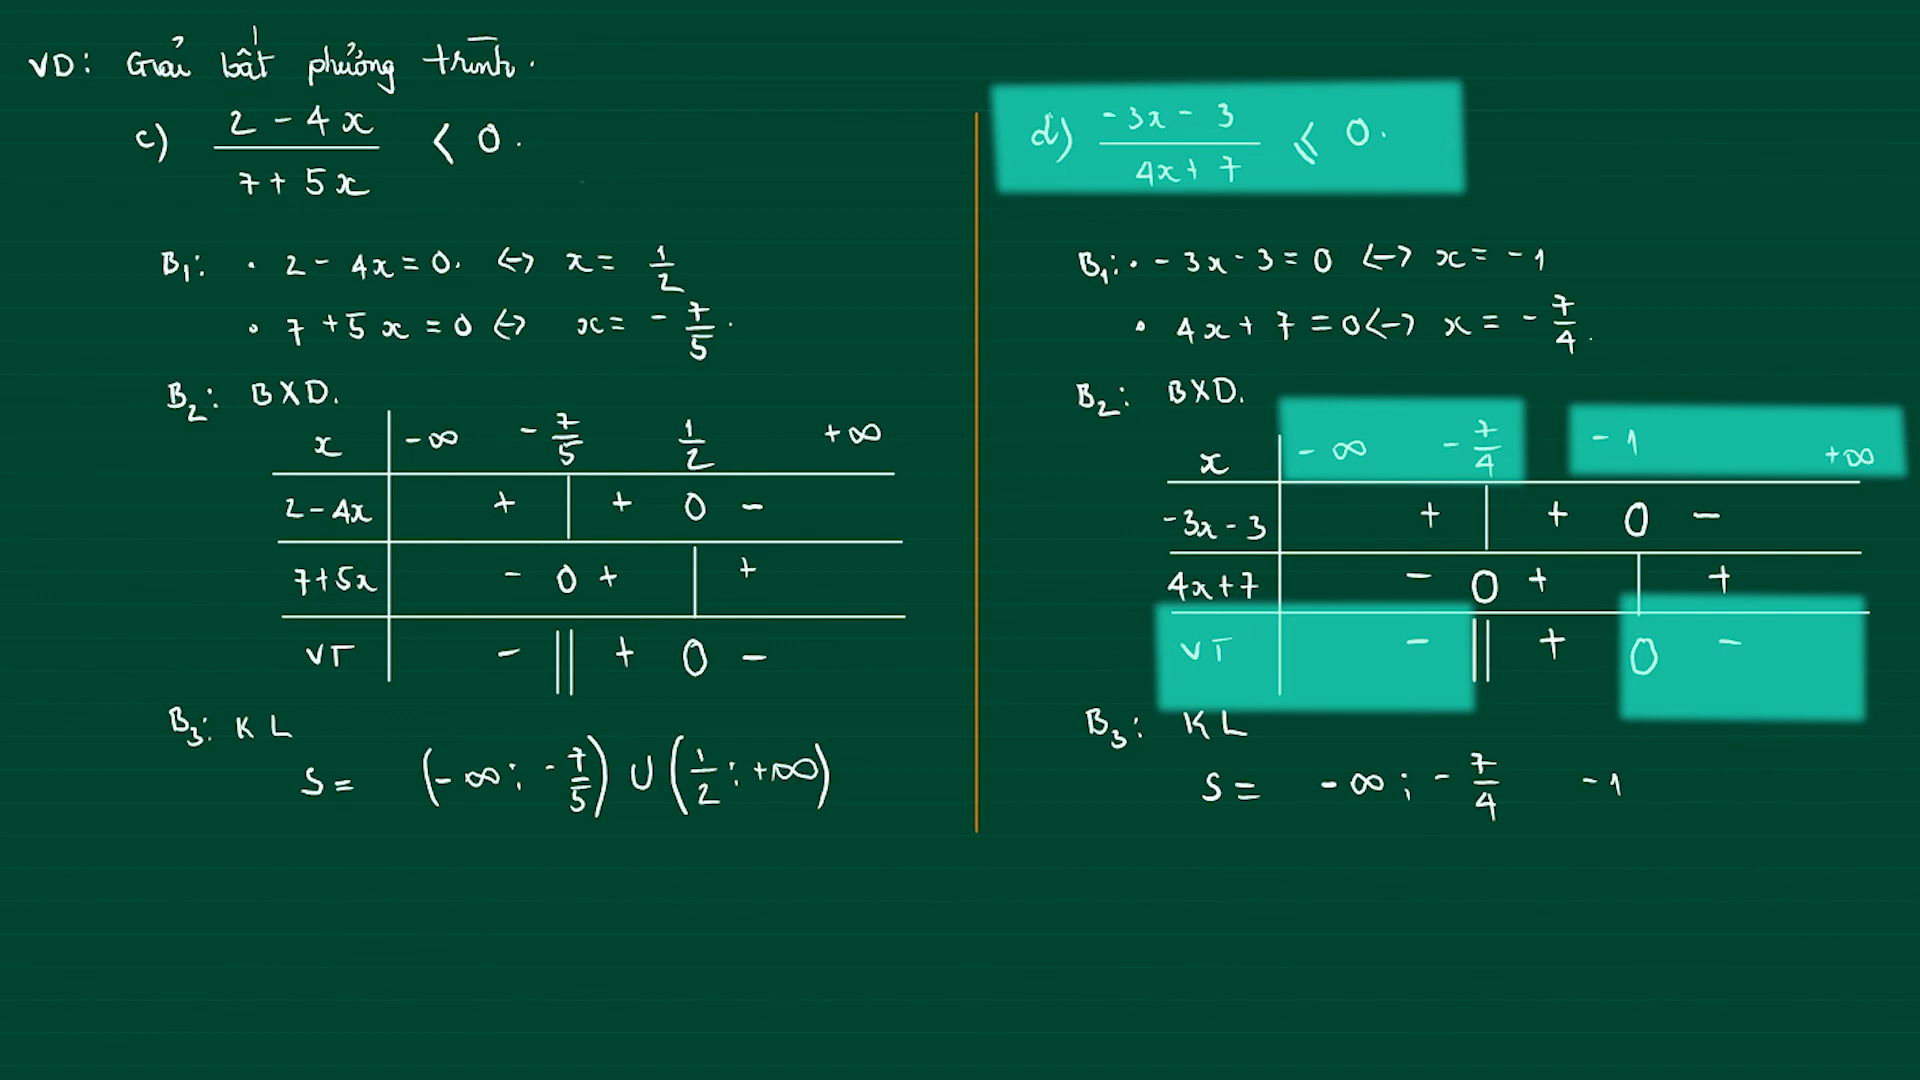 VD: Giải bất phương trình.
c) (2 - 4x)/(7 + 5x) < 0.
B₁: • 2 - 4x = 0. <-> x = 1/2
• 7 + 5x = 0 <-> x = -7/5.
B₂: BXD.
x | -∞ -7/5 1/2 +∞
2-4x | + | + 0 -
7+5x | - 0 + | +
VT | - || + 0 -
B₃: KL
S = (-∞; -7/5) ∪ (1/2; +∞)
d) (-3x - 3)/(4x + 7) ≤ 0.
B₁: • -3x - 3 = 0 <-> x = -1
• 4x + 7 = 0 <-> x = -7/4.
B₂: BXD.
x | -∞ -7/4 -1 +∞
-3x-3 | + | + 0 -
4x+7 | - 0 + | +
VT | - || + 0 -
B₃: KL
S = -∞; -7/4 -1